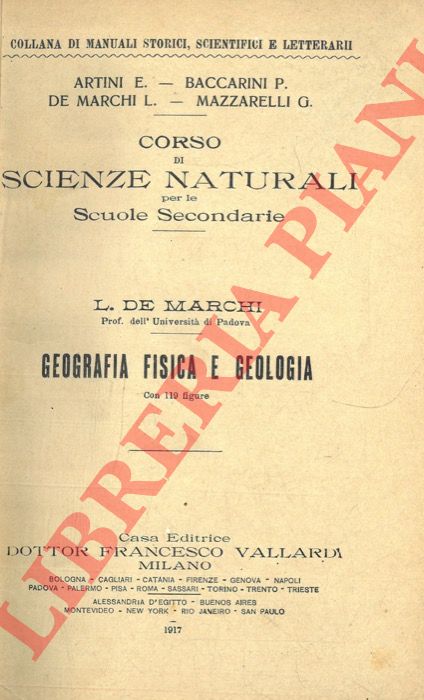 COLLANA DI MANUALI STORICI, SCIENTIFICI E LETTERARII
ARTINI E. — BACCARINI P.
DE MARCHI L. — MAZZARELLI G.
CORSO
DI
SCIENZE NATURALI
per le
Scuole Secondarie
L. DE MARCHI
Prof. dell' Università di Padova
GEOGRAFIA FISICA E GEOLOGIA
Con 119 figure
Casa Editrice
DOTTOR FRANCESCO VALLARDI
MILANO
BOLOGNA - CAGLIARI - CATANIA - FIRENZE - GENOVA - NAPOLI
PADOVA - PALERMO - PISA - ROMA - SASSARI - TORINO - TRENTO - TRIESTE
ALESSANDRIA D'EGITTO - BUENOS AIRES
MONTEVIDEO - NEW YORK - RIO JANEIRO - SAN PAULO
1917
LIBRERIA PIANI